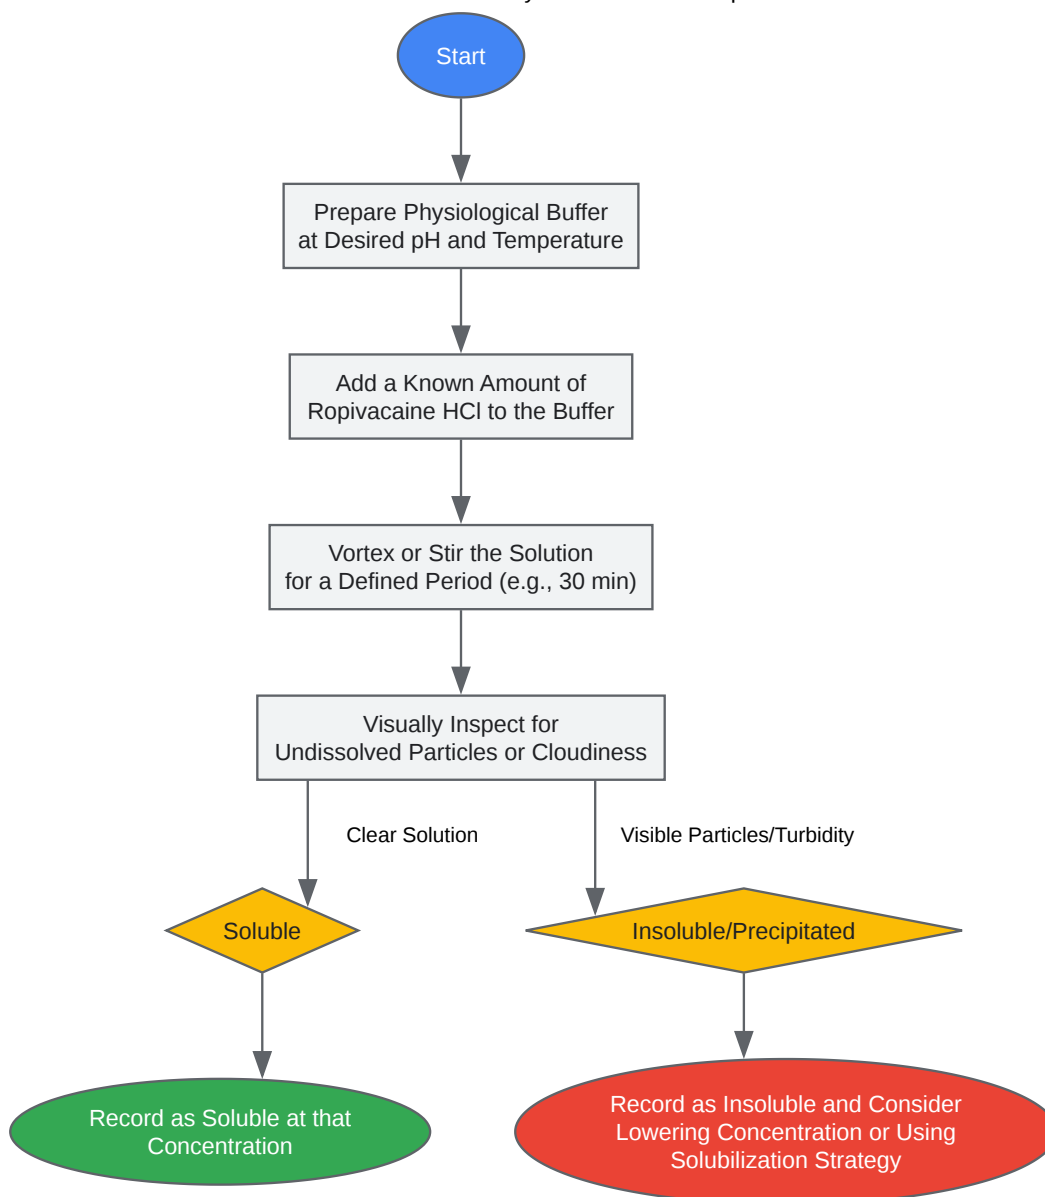 Start
Prepare Physiological Buffer
at Desired pH and Temperature
Add a Known Amount of
Ropivacaine HCl to the Buffer
Vortex or Stir the Solution
for a Defined Period (e.g., 30 min)
Visually Inspect for
Undissolved Particles or Cloudiness
Clear Solution
Visible Particles/Turbidity
Soluble
Insoluble/Precipitated
Record as Soluble at that
Concentration
Record as Insoluble and Consider
Lowering Concentration or Using
Solubilization Strategy